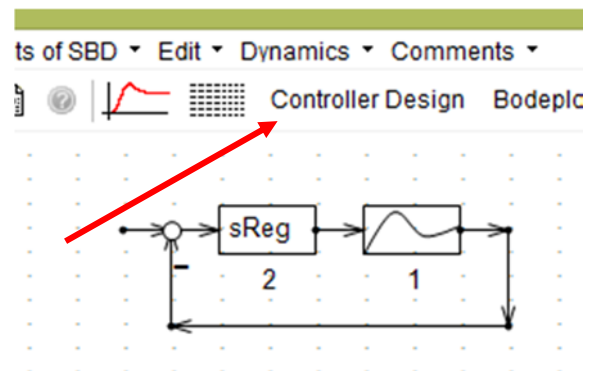 ts of SBD Edit Dynamics Comments
Controller Design Bodeplo
sReg
2 1